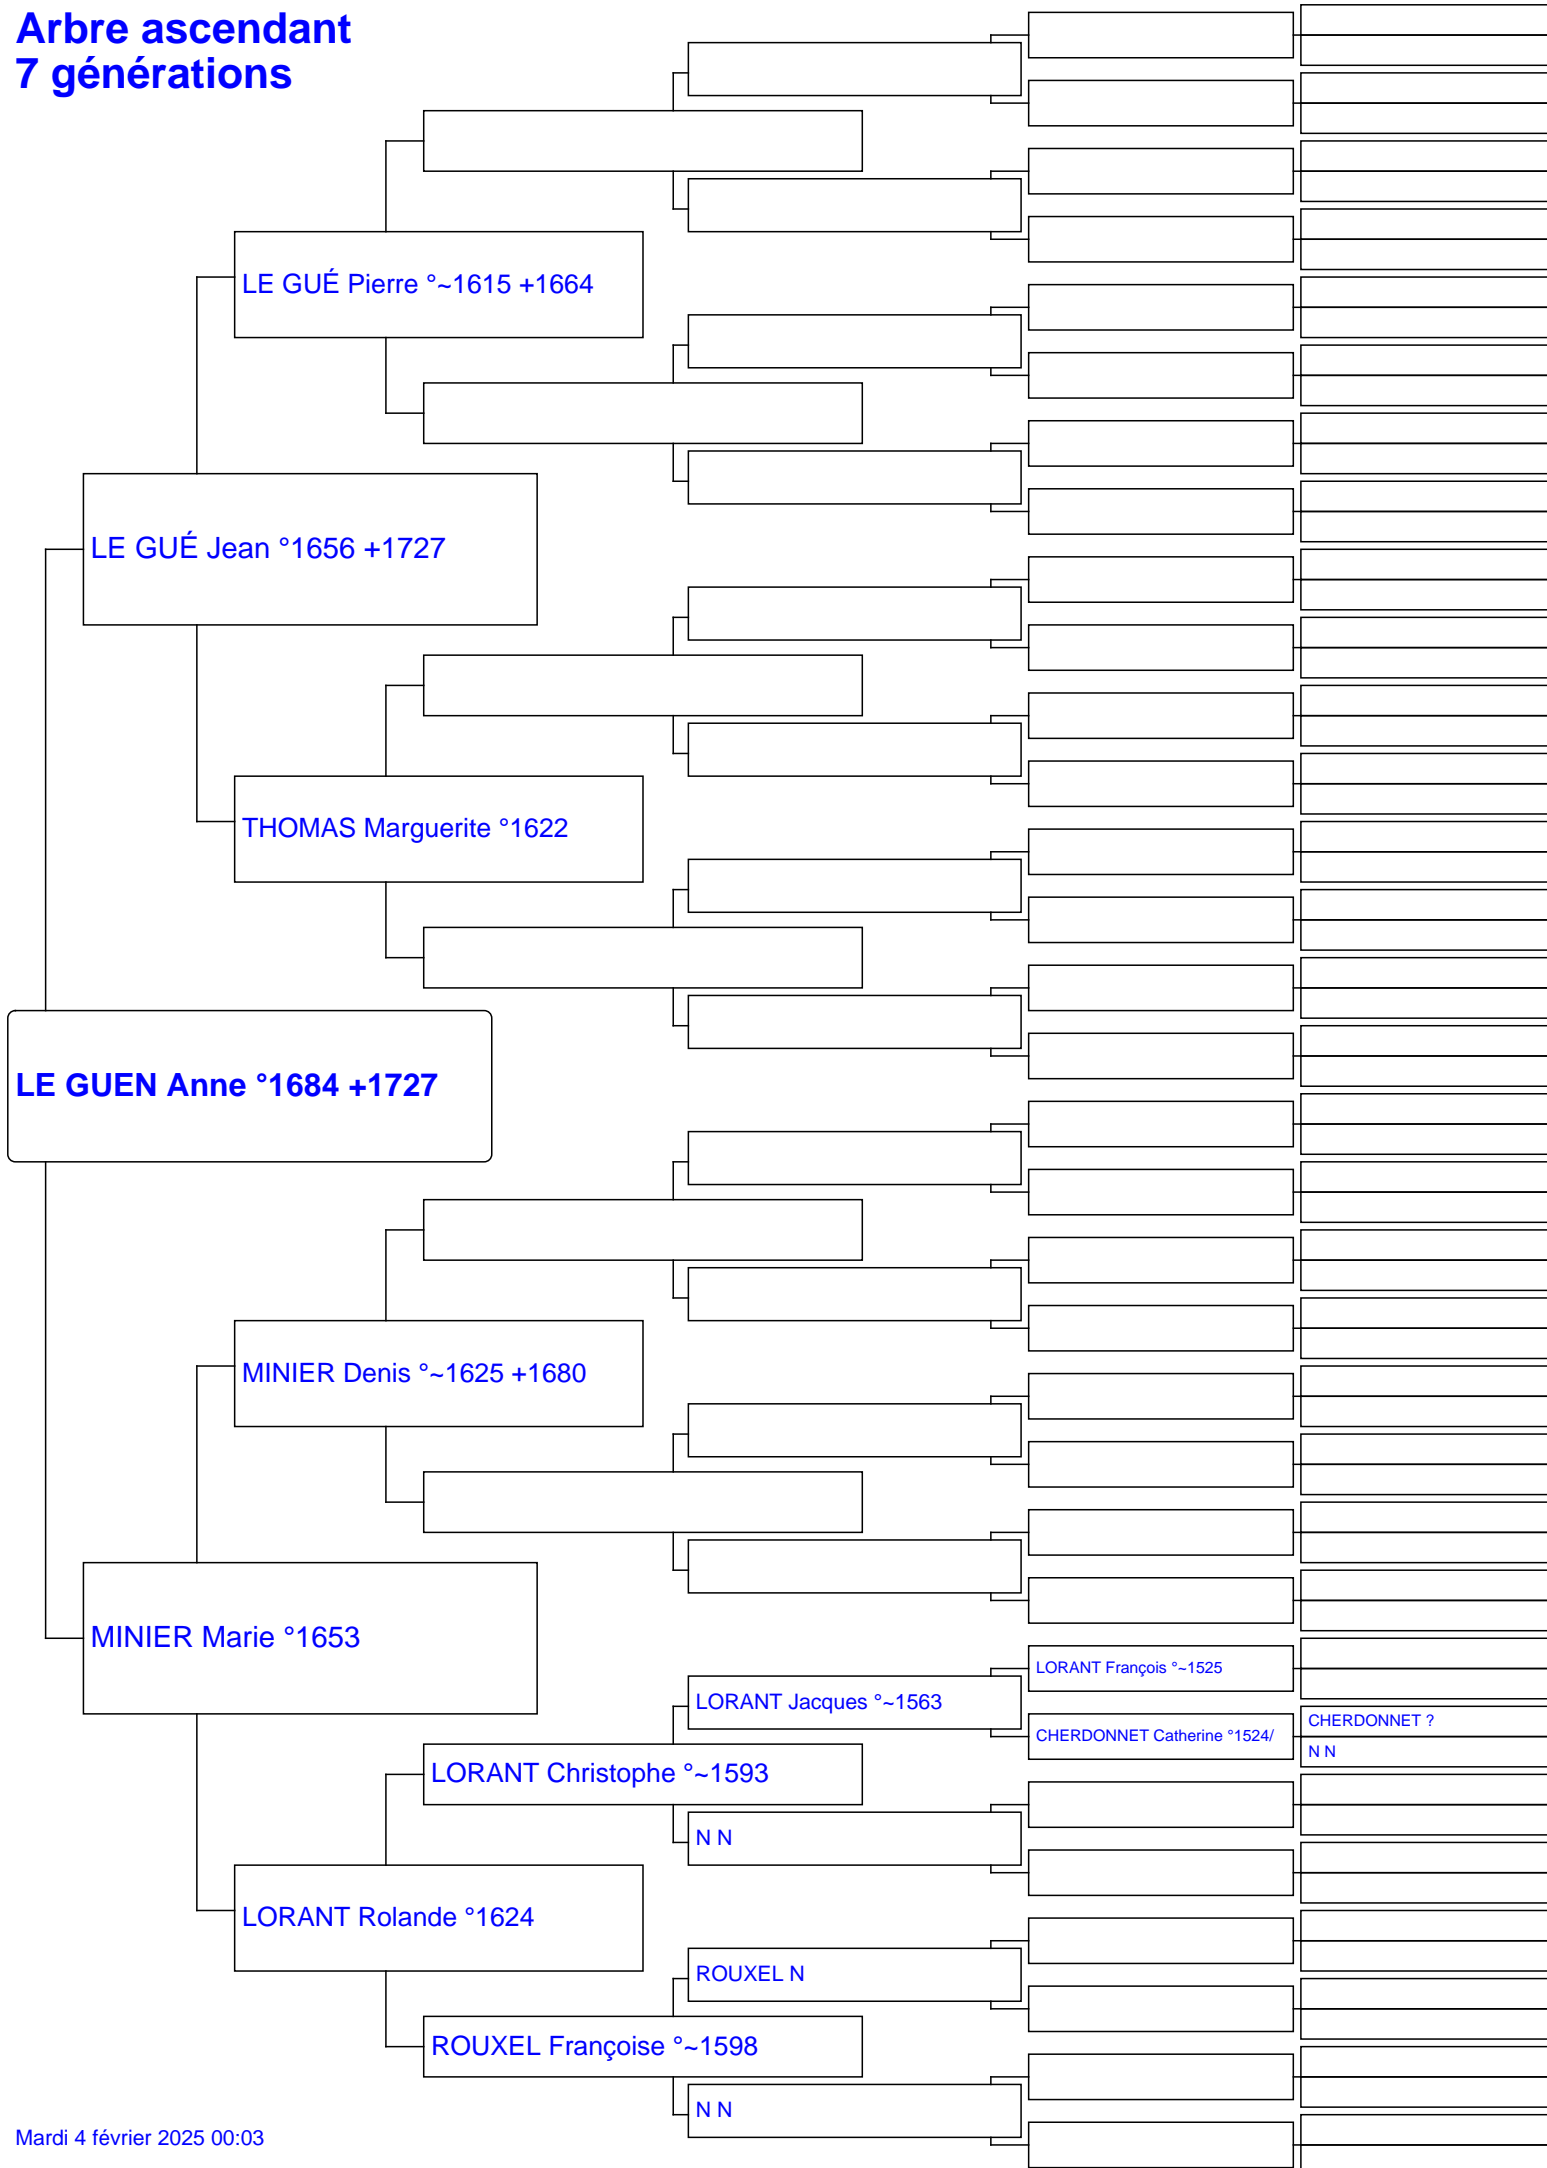 Arbre ascendant
7 générations
LE GUÉ Pierre °~1615 +1664
LE GUÉ Jean °1656 +1727
THOMAS Marguerite °1622
LE GUEN Anne °1684 +1727
MINIER Denis °~1625 +1680
MINIER Marie °1653
LORANT François °~1525
LORANT Jacques °~1563
CHERDONNET ?
CHERDONNET Catherine °1524/
N N
LORANT Christophe °~1593
N N
LORANT Rolande °1624
ROUXEL N
ROUXEL Françoise °~1598
N N
Mardi 4 février 2025 00:03